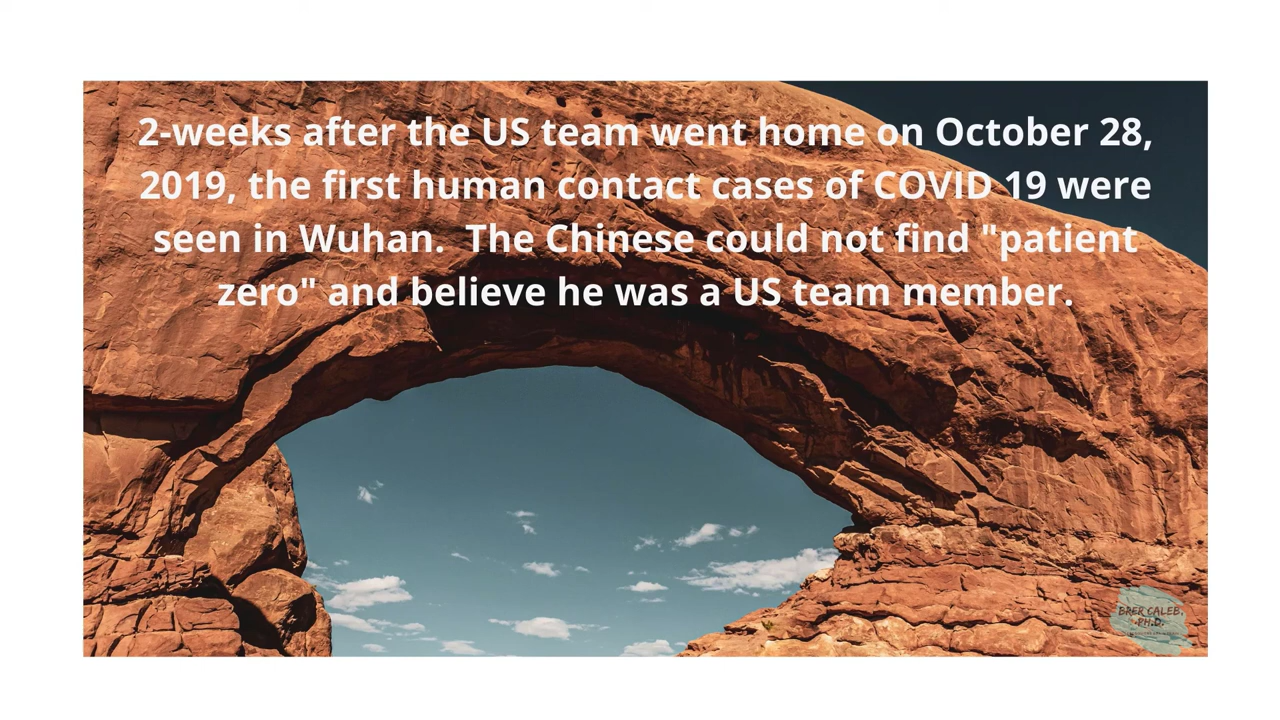 2-weeks after the US team went home on October 28,
2019, the first human contact cases of COVID 19 were
seen in Wuhan.  The Chinese could not find "patient
zero" and believe he was a US team member.
BRER CALEB,
PH.D.